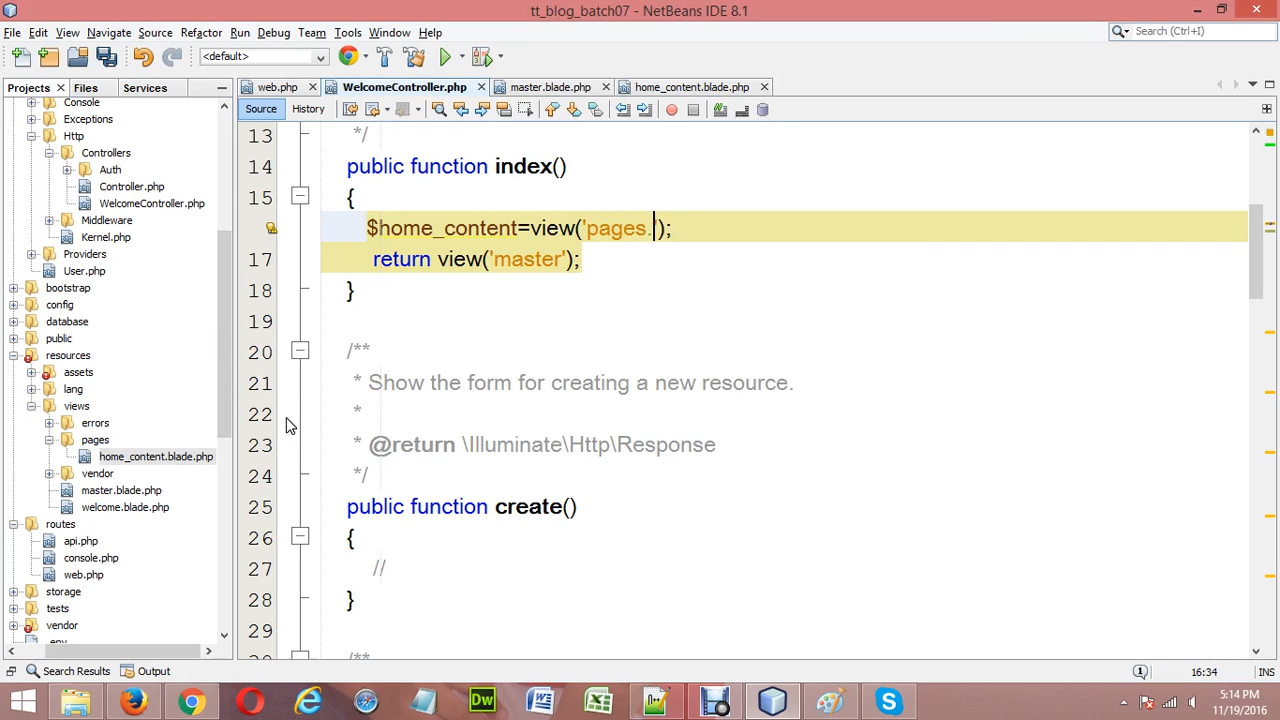 tt_blog_batch07 - NetBeans IDE 8.1
File Edit View Navigate Source Refactor Run Debug Team Tools Window Help
Search (Ctrl+I)
<default>
Projects Files Services
web.php WelcomeController.php master.blade.php home_content.blade.php
Source History
Console
Exceptions
Http
Controllers
Auth
Controller.php
WelcomeController.php
Middleware
Kernel.php
Providers
User.php
bootstrap
config
database
public
resources
assets
lang
views
errors
pages
home_content.blade.php
vendor
master.blade.php
welcome.blade.php
routes
api.php
console.php
web.php
storage
tests
vendor
.env
13 */
14 public function index()
15 {
$home_content=view('pages.');
17 return view('master');
18 }
19
20 /**
21 * Show the form for creating a new resource.
22 *
23 * @return \Illuminate\Http\Response
24 */
25 public function create()
26 {
27 //
28 }
29
/**
Search Results Output
1
16:34 INS
Dw
5:14 PM
11/19/2016